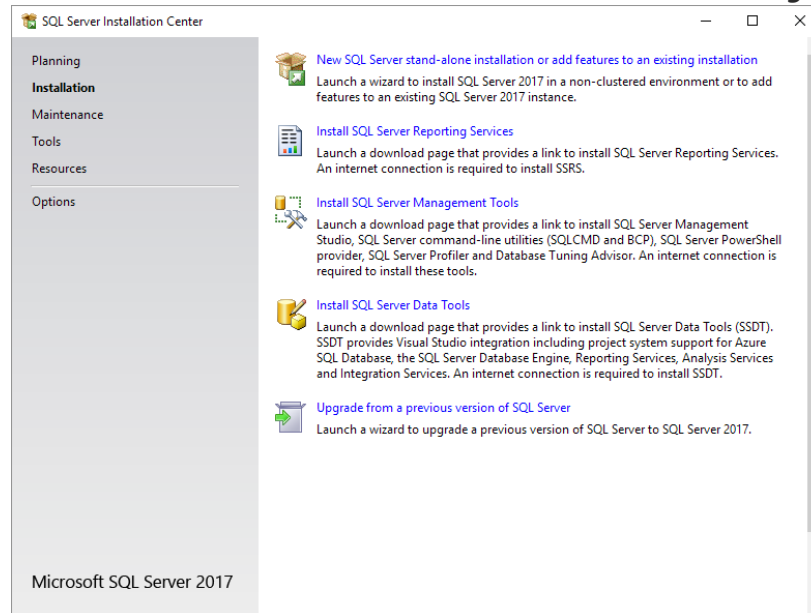 SQL Server Installation Center
Planning
Installation
Maintenance
Tools
Resources
Options
New SQL Server stand-alone installation or add features to an existing installation
Launch a wizard to install SQL Server 2017 in a non-clustered environment or to add
features to an existing SQL Server 2017 instance.
Install SQL Server Reporting Services
Launch a download page that provides a link to install SQL Server Reporting Services.
An internet connection is required to install SSRS.
Install SQL Server Management Tools
Launch a download page that provides a link to install SQL Server Management
Studio, SQL Server command-line utilities (SQLCMD and BCP), SQL Server PowerShell
provider, SQL Server Profiler and Database Tuning Advisor. An internet connection is
required to install these tools.
Install SQL Server Data Tools
Launch a download page that provides a link to install SQL Server Data Tools (SSDT).
SSDT provides Visual Studio integration including project system support for Azure
SQL Database, the SQL Server Database Engine, Reporting Services, Analysis Services
and Integration Services. An internet connection is required to install SSDT.
Upgrade from a previous version of SQL Server
Launch a wizard to upgrade a previous version of SQL Server to SQL Server 2017.
Microsoft SQL Server 2017